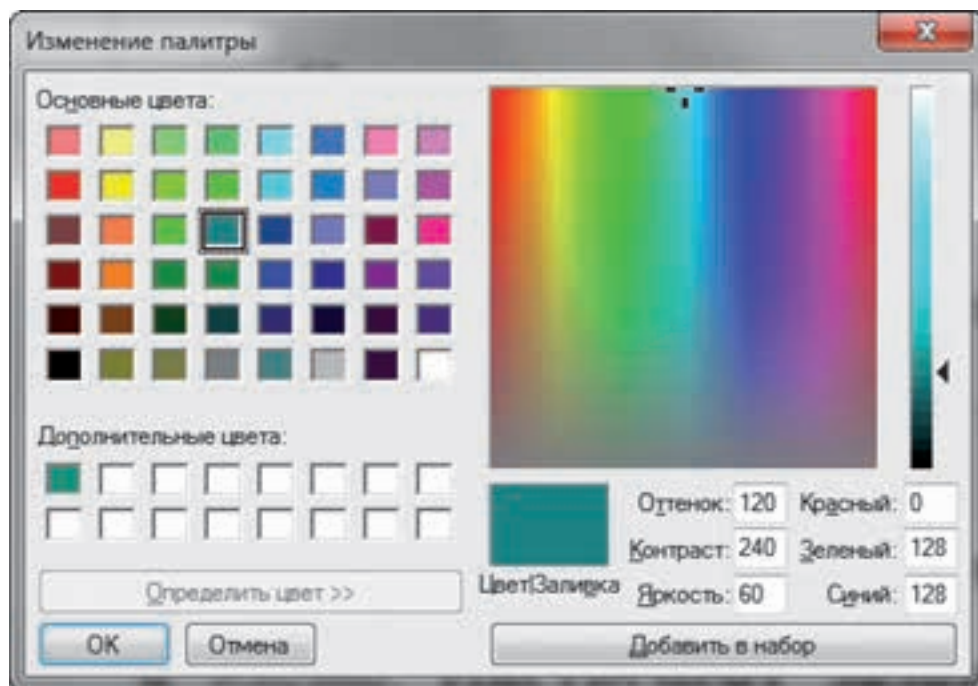 Изменение палитры
x
Основные цвета:
Дополнительные цвета:
Определить цвет >>
OK
Отмена
Цвет|Заливка
Оттенок: 120
Красный: 0
Контраст: 240
Зеленый: 128
Яркость: 60
Синий: 128
Добавить в набор